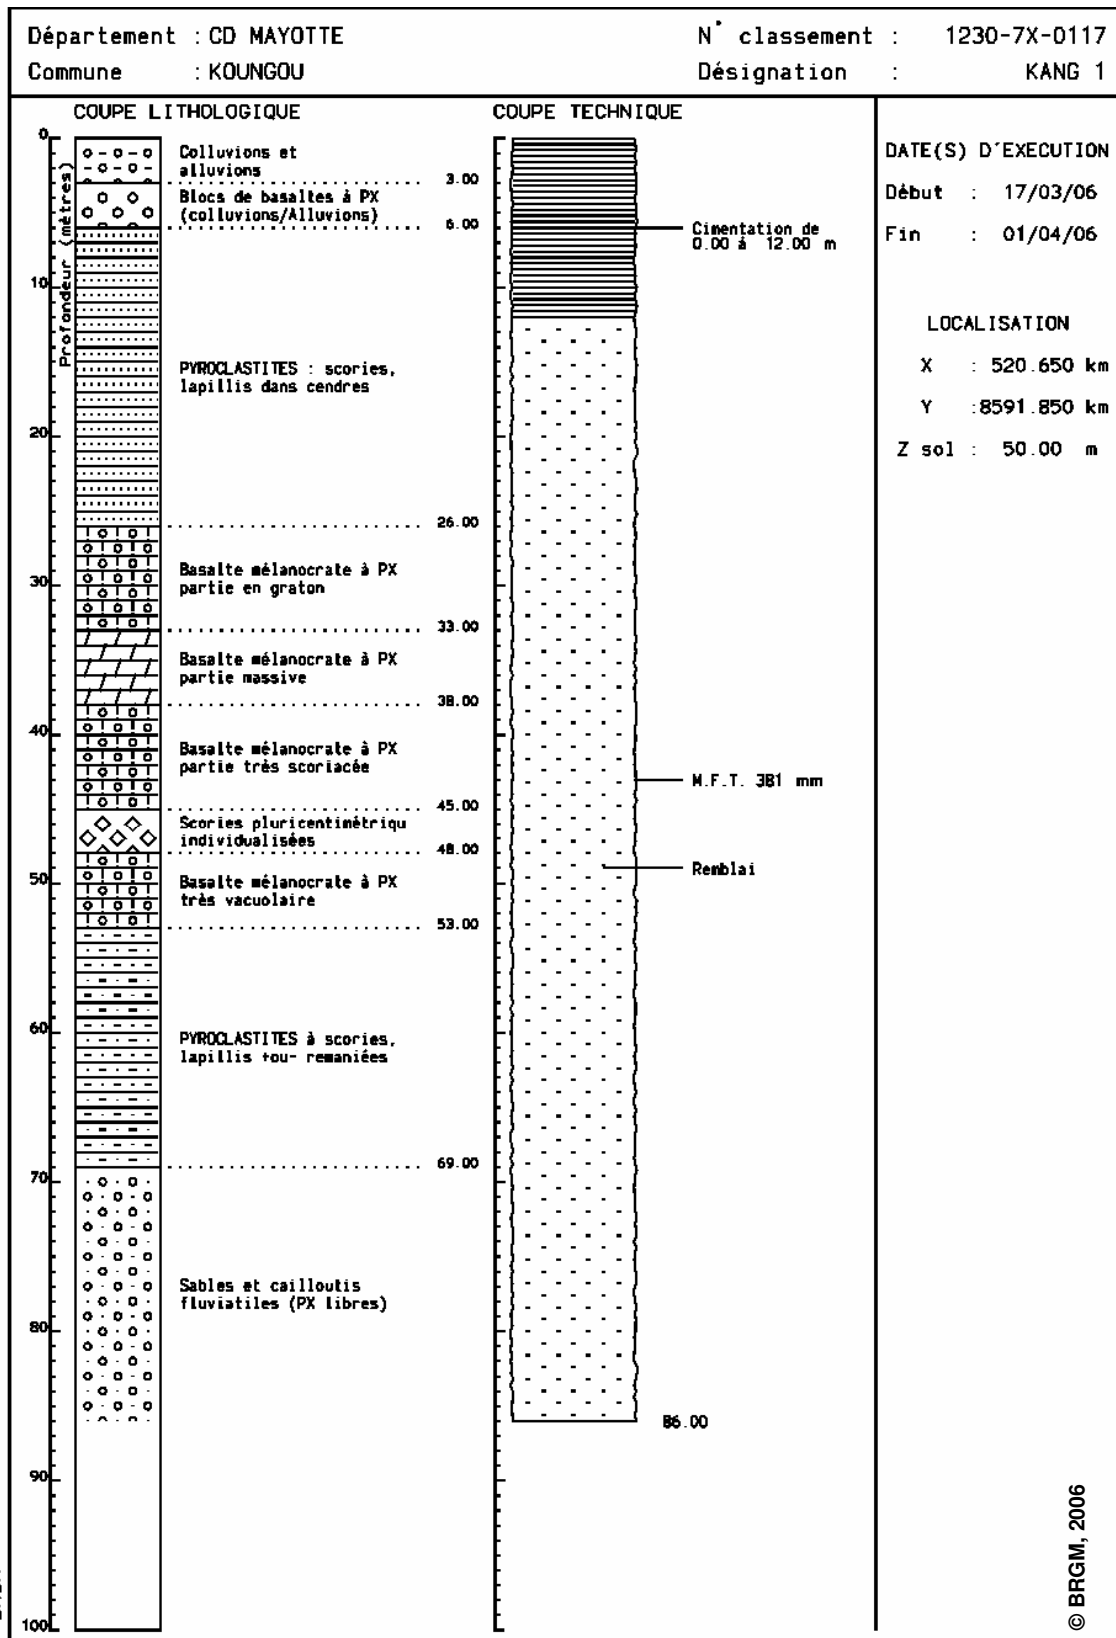 Département : CD MAYOTTE
N° classement : 1230-7X-0117
Commune : KOUNGOU
Désignation : KANG 1
COUPE LITHOLOGIQUE
COUPE TECHNIQUE
Profondeur (mètres)
0
10
20
30
40
50
60
70
80
90
100
Colluvions et
alluvions
3.00
Blocs de basaltes à PX
(colluvions/Alluvions)
6.00
PYROCLASTITES : scories,
lapillis dans cendres
26.00
Basalte mélanocrate à PX
partie en graton
33.00
Basalte mélanocrate à PX
partie massive
38.00
Basalte mélanocrate à PX
partie très scoriacée
45.00
Scories pluricentimétriqu
individualisées
48.00
Basalte mélanocrate à PX
très vacuolaire
53.00
PYROCLASTITES à scories,
lapillis +ou- remaniées
69.00
Sables et cailloutis
fluviatiles (PX libres)
Cimentation de
0.00 à 12.00 m
M.F.T. 381 mm
Remblai
86.00
DATE(S) D'EXECUTION
Début : 17/03/06
Fin : 01/04/06
LOCALISATION
X : 520.650 km
Y :8591.850 km
Z sol : 50.00 m
© BRGM, 2006